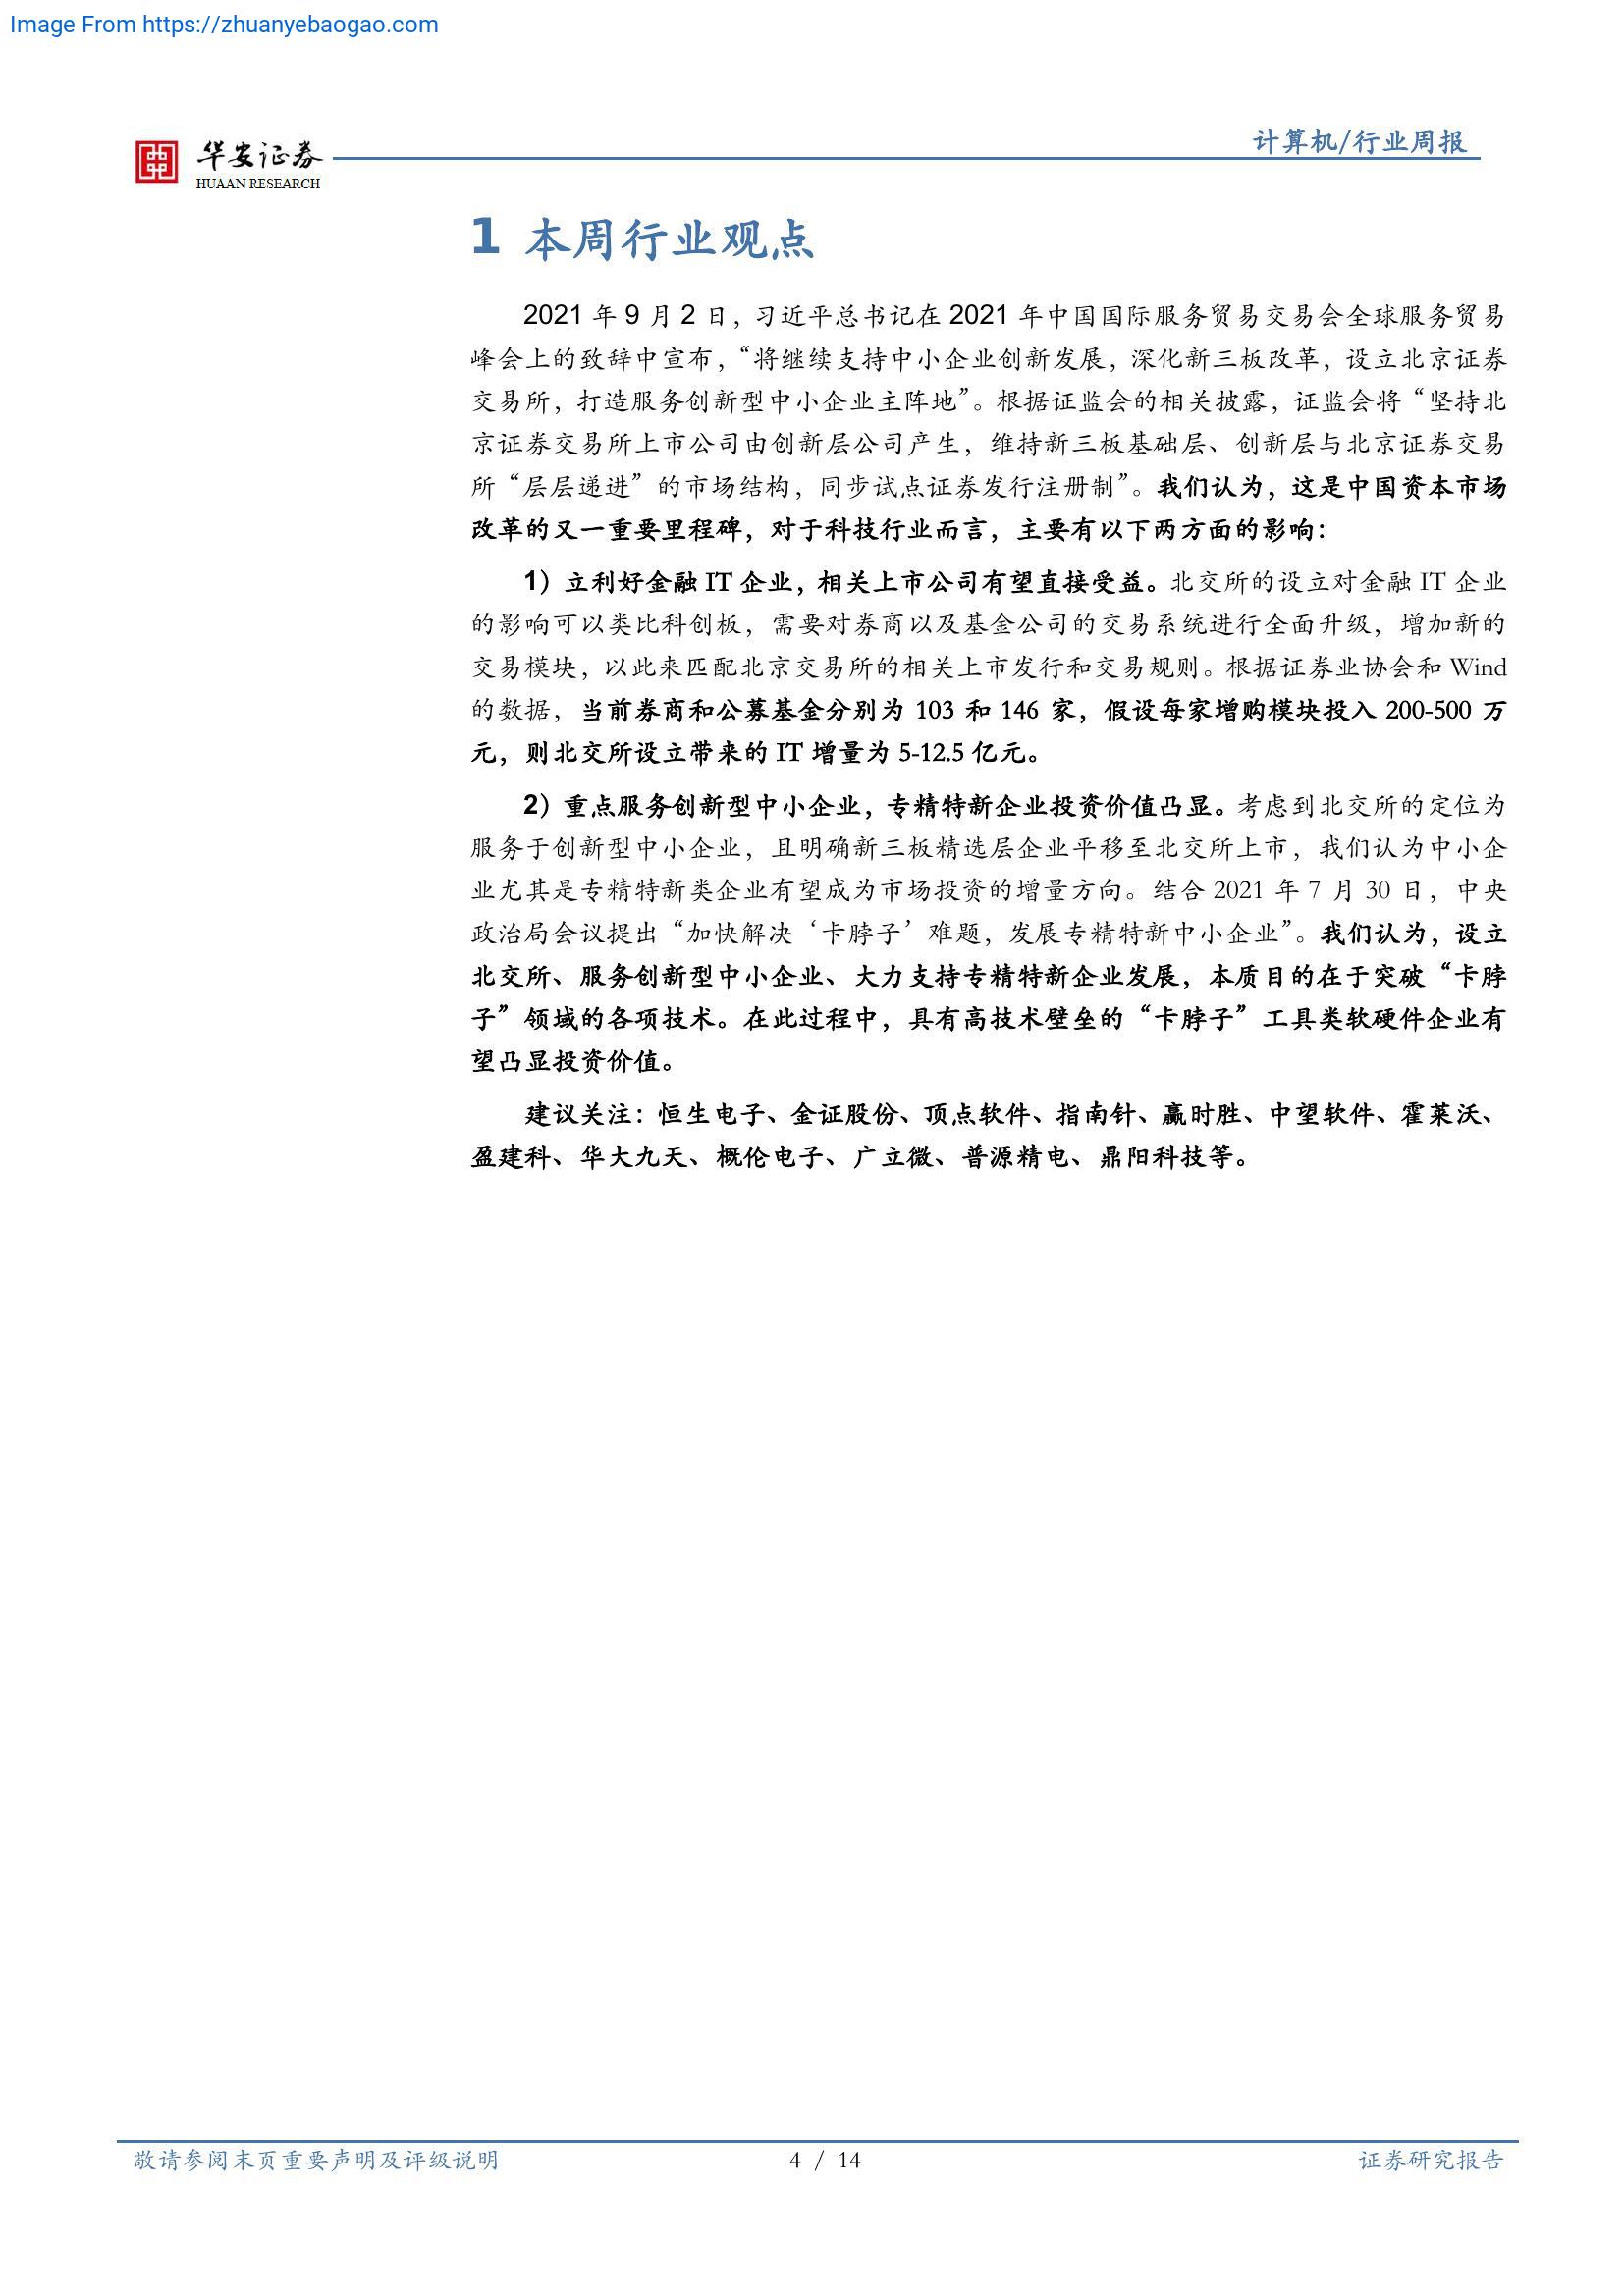 Image From https://zhuanyebaogao.com
华安证券
HUAAN RESEARCH
计算机/行业周报
1 本周行业观点
2021 年 9 月 2 日，习近平总书记在 2021 年中国国际服务贸易交易会全球服务贸易
峰会上的致辞中宣布，“将继续支持中小企业创新发展，深化新三板改革，设立北京证券
交易所，打造服务创新型中小企业主阵地”。根据证监会的相关披露，证监会将“坚持北
京证券交易所上市公司由创新层公司产生，维持新三板基础层、创新层与北京证券交易
所“层层递进”的市场结构，同步试点证券发行注册制”。我们认为，这是中国资本市场
改革的又一重要里程碑，对于科技行业而言，主要有以下两方面的影响：
1）立利好金融 IT 企业，相关上市公司有望直接受益。北交所的设立对金融 IT 企业
的影响可以类比科创板，需要对券商以及基金公司的交易系统进行全面升级，增加新的
交易模块，以此来匹配北京交易所的相关上市发行和交易规则。根据证券业协会和 Wind
的数据，当前券商和公募基金分别为 103 和 146 家，假设每家增购模块投入 200-500 万
元，则北交所设立带来的 IT 增量为 5-12.5 亿元。
2）重点服务创新型中小企业，专精特新企业投资价值凸显。考虑到北交所的定位为
服务于创新型中小企业，且明确新三板精选层企业平移至北交所上市，我们认为中小企
业尤其是专精特新类企业有望成为市场投资的增量方向。结合 2021 年 7 月 30 日，中央
政治局会议提出“加快解决‘卡脖子’难题，发展专精特新中小企业”。我们认为，设立
北交所、服务创新型中小企业、大力支持专精特新企业发展，本质目的在于突破“卡脖
子”领域的各项技术。在此过程中，具有高技术壁垒的“卡脖子”工具类软硬件企业有
望凸显投资价值。
建议关注：恒生电子、金证股份、顶点软件、指南针、赢时胜、中望软件、霍莱沃、
盈建科、华大九天、概伦电子、广立微、普源精电、鼎阳科技等。
敬请参阅末页重要声明及评级说明
4 / 14
证券研究报告